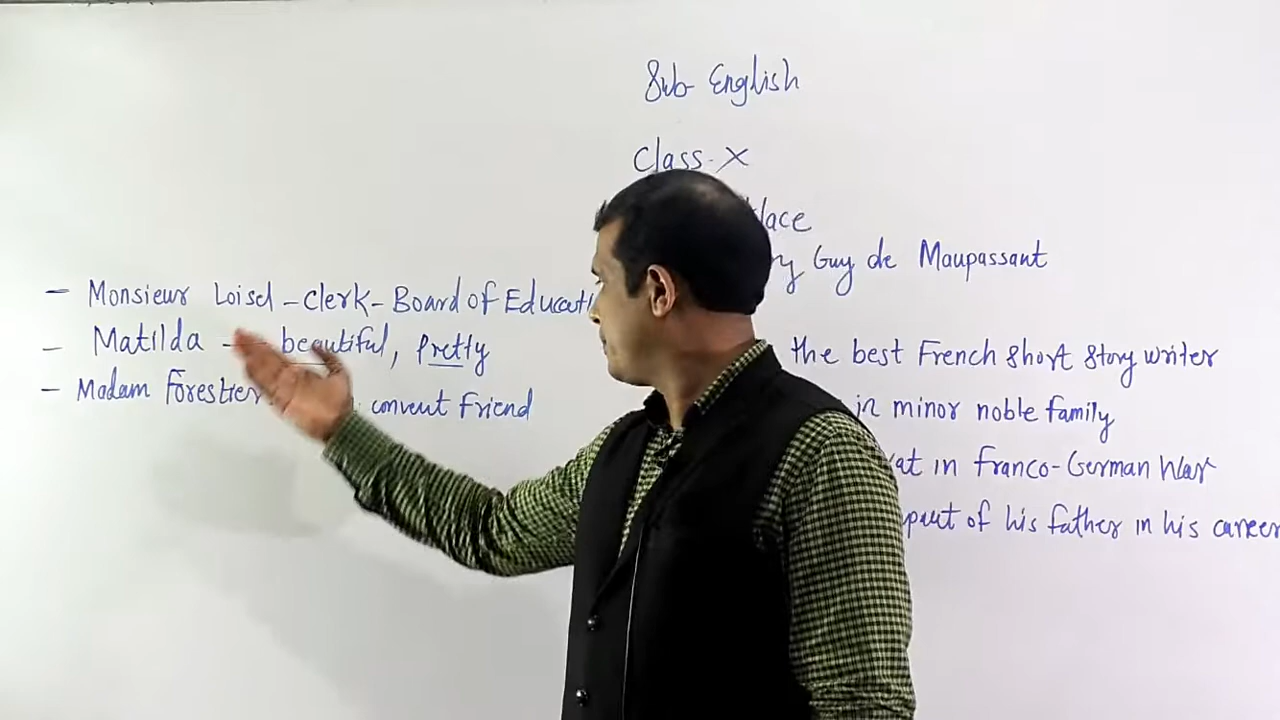 Sub- English
Class-X
lace
y Guy de Maupassant
- Monsieur Loisel - Clerk - Board of Educati
- Matilda - beautiful, Pretty
- Madam Forestier convent Friend
the best French short story writer
in minor noble family
at in Franco-German War
part of his father in his career